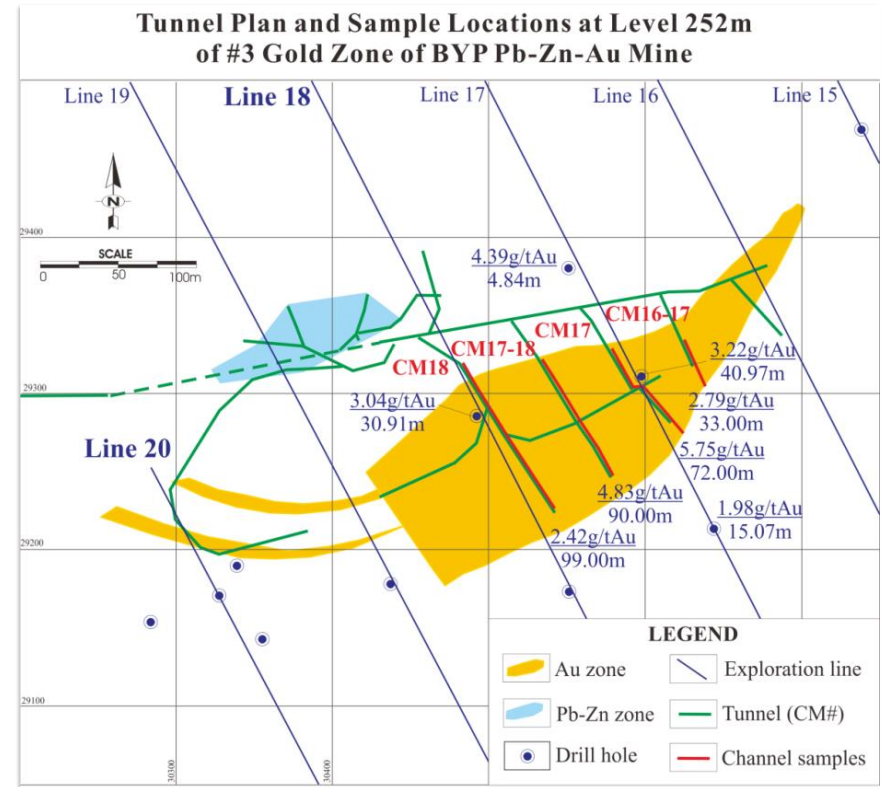 Tunnel Plan and Sample Locations at Level 252m
of #3 Gold Zone of BYP Pb-Zn-Au Mine
Line 19
Line 18
Line 17
Line 16
Line 15
N
29400
SCALE
0 50 100m
4.39g/tAu
4.84m
CM16-17
CM17
CM17-18
CM18
3.22g/tAu
40.97m
29300
3.04g/tAu
30.91m
2.79g/tAu
33.00m
Line 20
5.75g/tAu
72.00m
4.83g/tAu
90.00m
1.98g/tAu
15.07m
2.42g/tAu
99.00m
29200
LEGEND
Au zone
Exploration line
Pb-Zn zone
Tunnel (CM#)
Drill hole
Channel samples
29100
30300
30400